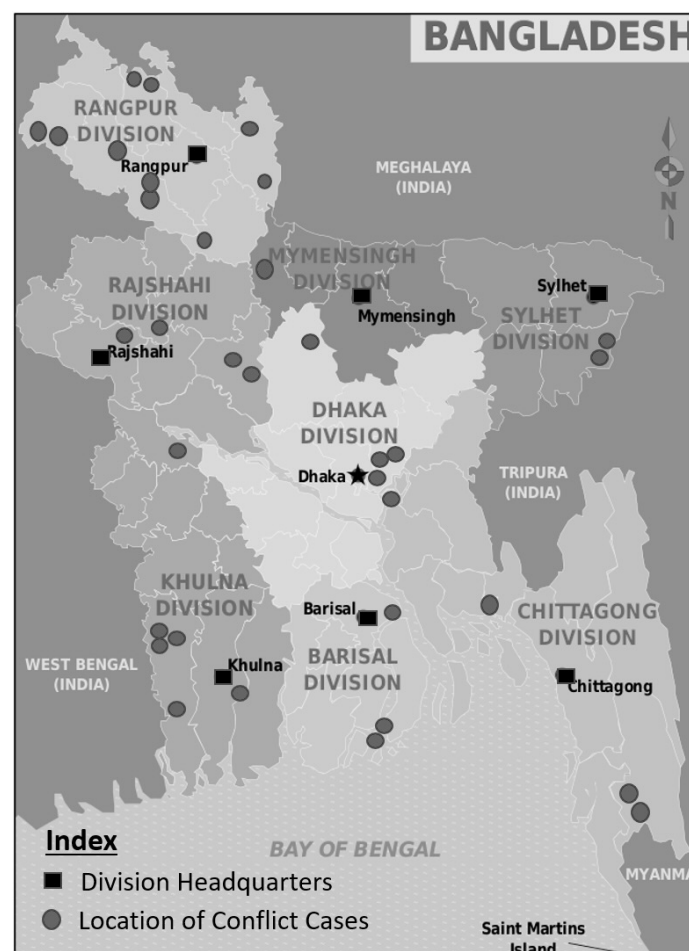 BANGLADESH
RANGPUR
DIVISION
Rangpur
MEGHALAYA
(INDIA)
N
MYMENSINGH
DIVISION
Mymensingh
RAJSHAHI
DIVISION
Rajshahi
Sylhet
SYLHET
DIVISION
DHAKA
DIVISION
Dhaka
TRIPURA
(INDIA)
KHULNA
DIVISION
Khulna
Barisal
BARISAL
DIVISION
CHITTAGONG
DIVISION
Chittagong
WEST BENGAL
(INDIA)
BAY OF BENGAL
MYANMA
Index
Division Headquarters
Location of Conflict Cases
Saint Martins
Island